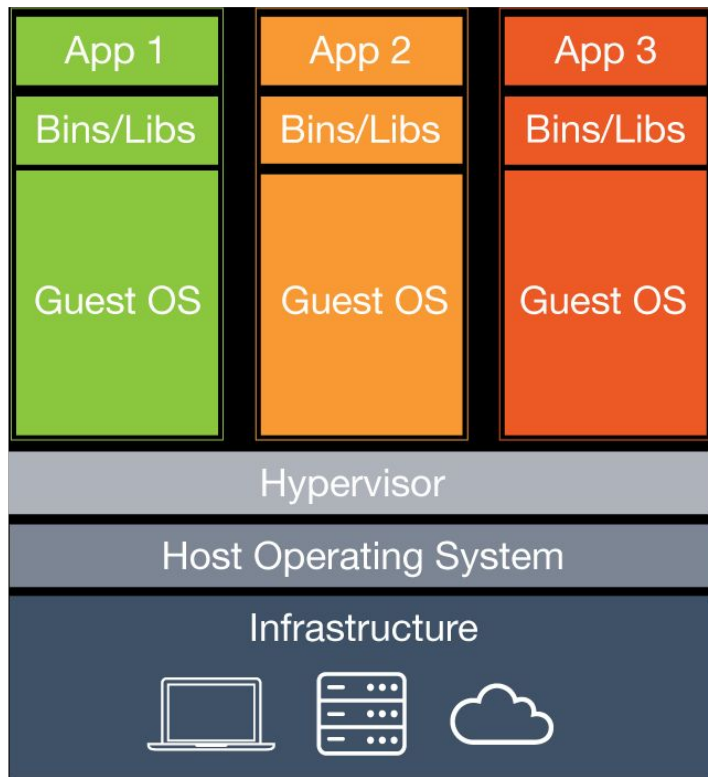 App 1
App 2
App 3
Bins/Libs
Bins/Libs
Bins/Libs
Guest OS
Guest OS
Guest OS
Hypervisor
Host Operating System
Infrastructure